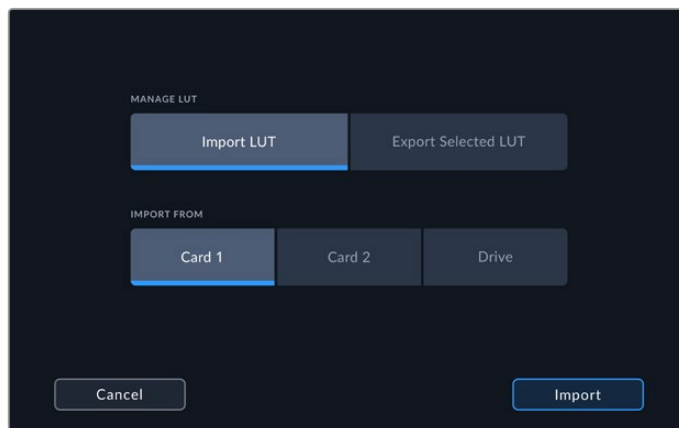 MANAGE LUT
Import LUT Export Selected LUT
IMPORT FROM
Card 1 Card 2 Drive
Cancel Import